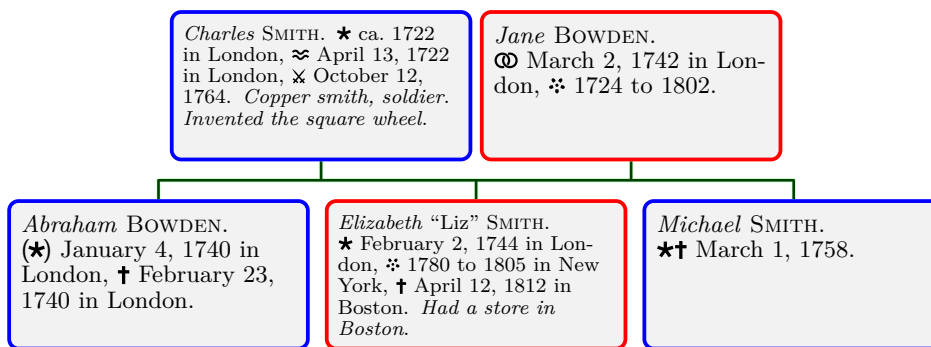 Charles SMITH. ★ ca. 1722
in London, ≈ April 13, 1722
in London, ⚔ October 12,
1764. Copper smith, soldier.
Invented the square wheel.
Jane BOWDEN.
⚭ March 2, 1742 in Lon-
don, ⁘ 1724 to 1802.
Abraham BOWDEN.
(★) January 4, 1740 in
London, † February 23,
1740 in London.
Elizabeth “Liz” SMITH.
★ February 2, 1744 in Lon-
don, ⁘ 1780 to 1805 in New
York, † April 12, 1812 in
Boston. Had a store in
Boston.
Michael SMITH.
★† March 1, 1758.